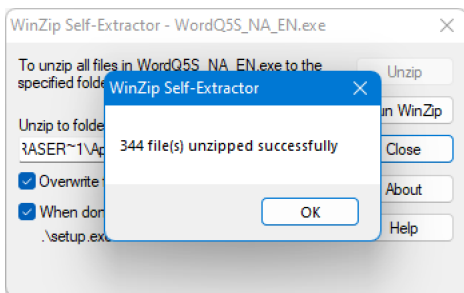 WinZip Self-Extractor - WordQ5S_NA_EN.exe
To unzip all files in WordQ5S_NA_EN.exe to the
specified folde
Unzip
WinZip Self-Extractor
un WinZip
Unzip to folde
RASER~1\Ap
344 file(s) unzipped successfully
Close
Overwrite
About
When don
OK
.\setup.ex
Help